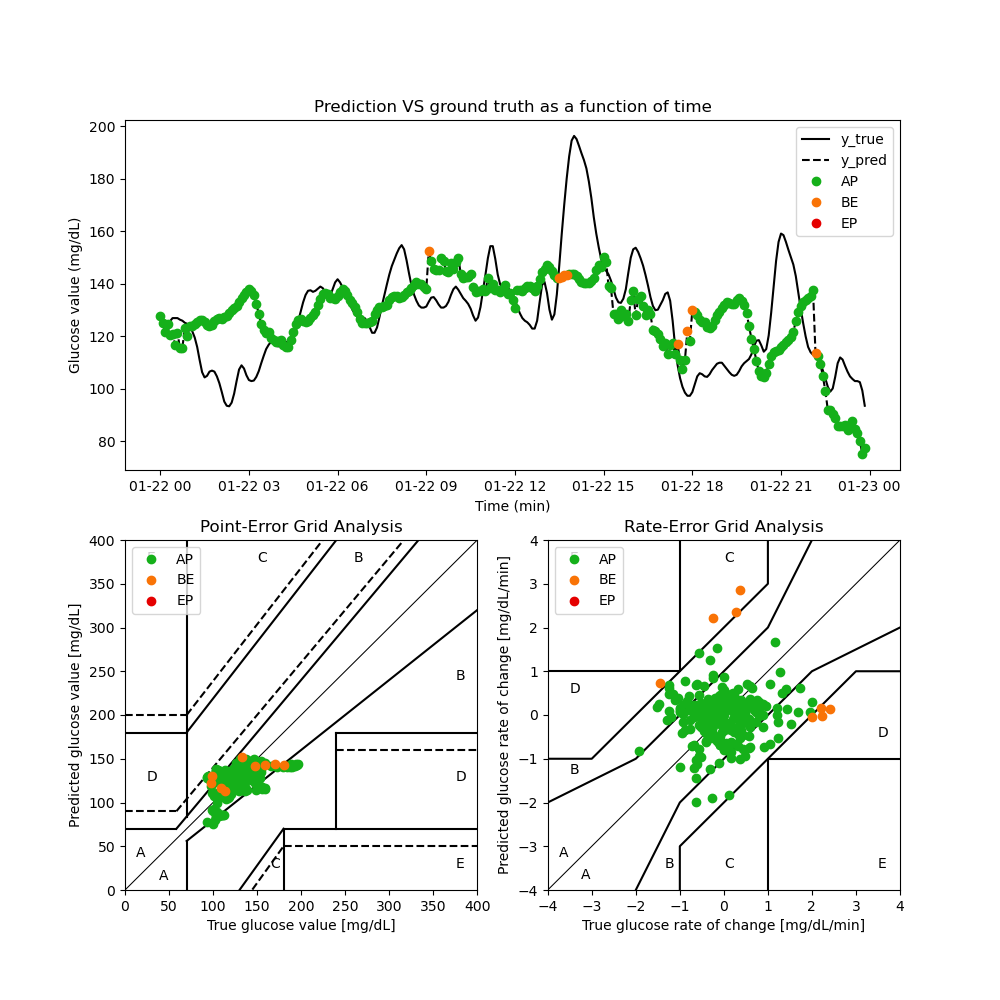 Prediction VS ground truth as a function of time
200
180
160
140
120
100
80
Glucose value (mg/dL)
y_true
y_pred
AP
BE
EP
01-22 00 01-22 03 01-22 06 01-22 09 01-22 12 01-22 15 01-22 18 01-22 21 01-23 00
Time (min)
Point-Error Grid Analysis
400
350
300
250
200
150
100
50
0
Predicted glucose value [mg/dL]
AP
BE
EP
C B
B
D D
A
A C E
0 50 100 150 200 250 300 350 400
True glucose value [mg/dL]
Rate-Error Grid Analysis
4
3
2
1
0
−1
−2
−3
−4
Predicted glucose rate of change [mg/dL/min]
AP
BE
EP
C
D
D
B
A
A B C E
−4 −3 −2 −1 0 1 2 3 4
True glucose rate of change [mg/dL/min]